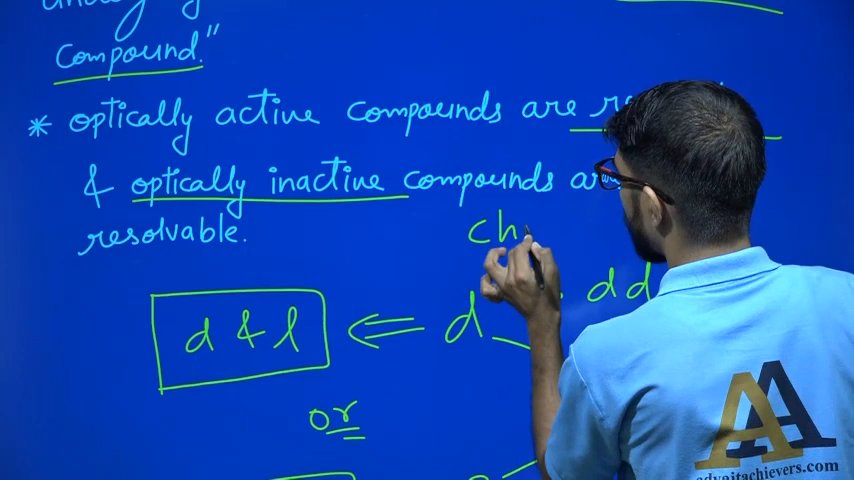 compound."
* optically active compounds are
& optically inactive compounds
resolvable.
ch
d & l ⇐ d dd
or
AA
advaitachievers.com